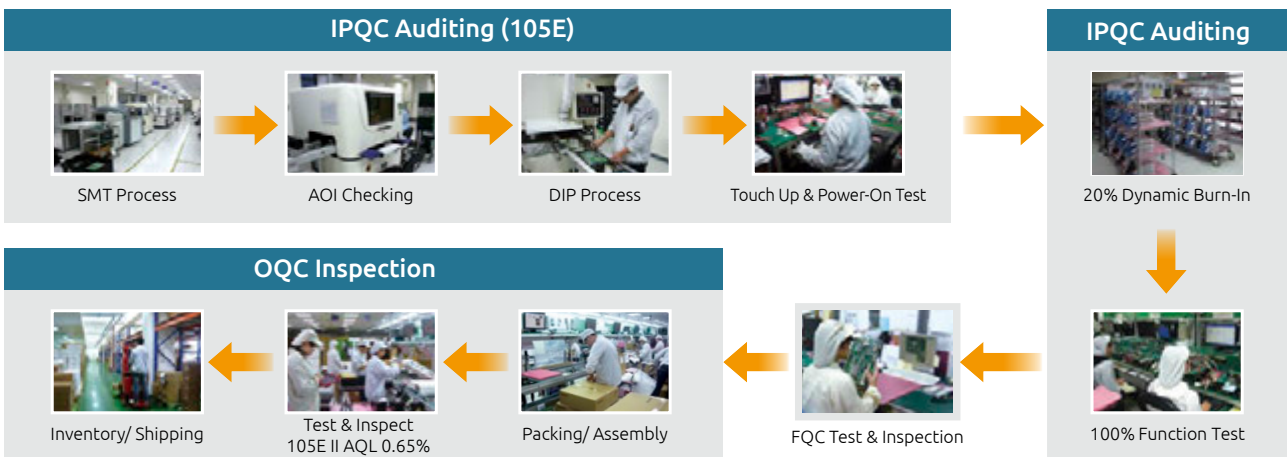 IPQC Auditing (105E)
IPQC Auditing
SMT Process
AOI Checking
DIP Process
Touch Up & Power-On Test
20% Dynamic Burn-In
OQC Inspection
Inventory/ Shipping
Test & Inspect
105E II AQL 0.65%
Packing/ Assembly
FQC Test & Inspection
100% Function Test